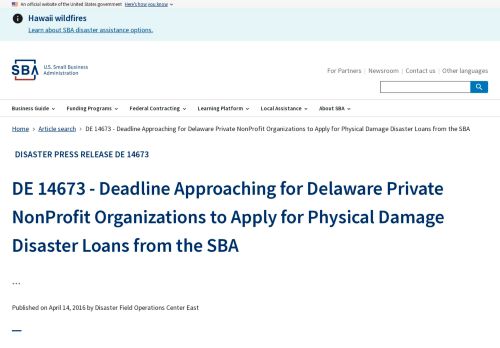 An official website of the United States government Here's how you know
Hawaii wildfires
Learn about SBA disaster assistance options.
SBA
U.S. Small Business
Administration
For Partners Newsroom Contact us Other languages
Business Guide Funding Programs Federal Contracting Learning Platform Local Assistance About SBA
Home › Article search › DE 14673 - Deadline Approaching for Delaware Private NonProfit Organizations to Apply for Physical Damage Disaster Loans from the SBA
DISASTER PRESS RELEASE DE 14673
DE 14673 - Deadline Approaching for Delaware Private
NonProfit Organizations to Apply for Physical Damage
Disaster Loans from the SBA
...
Published on April 14, 2016 by Disaster Field Operations Center East